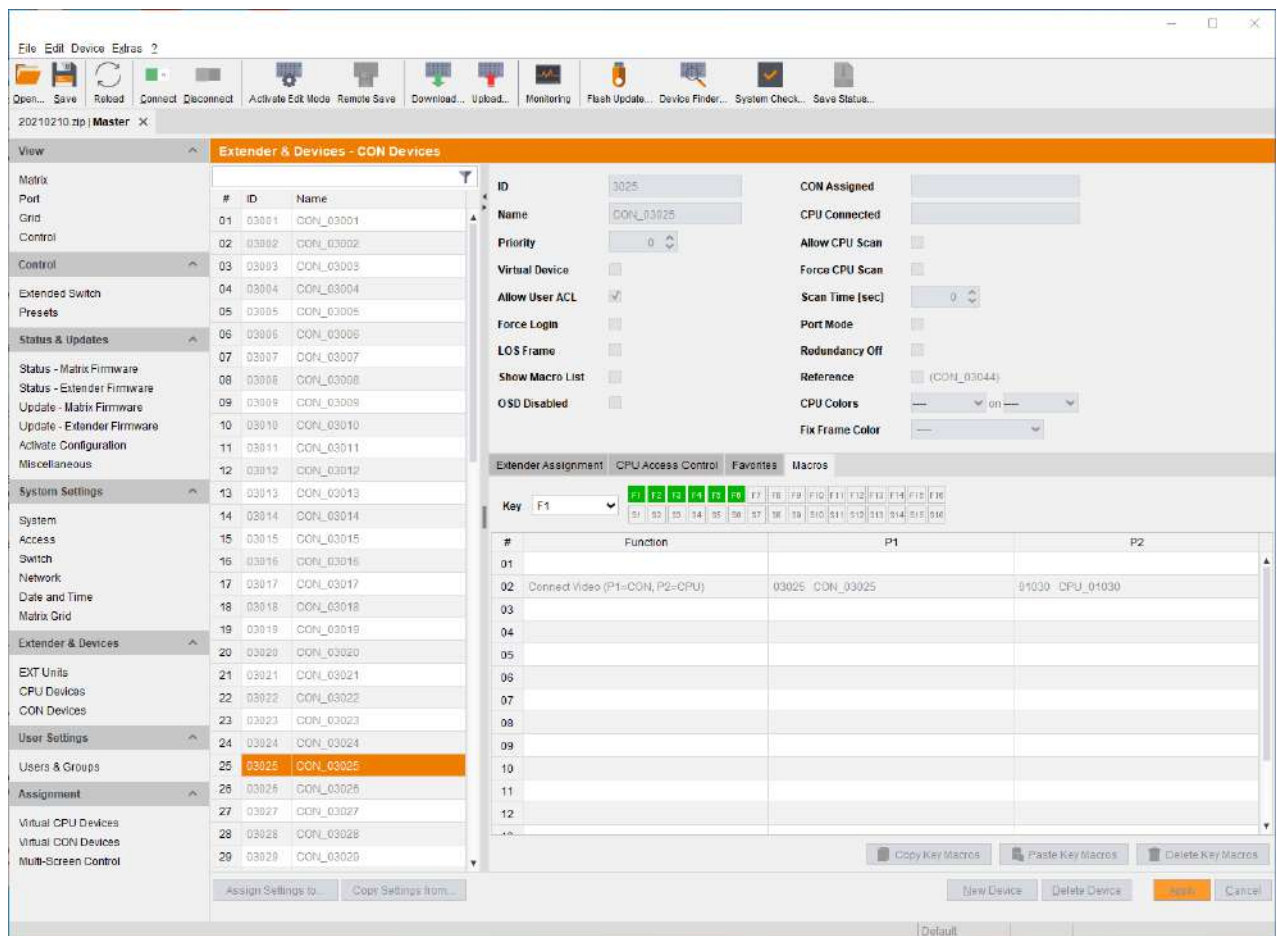 File Edit Device Extras ?
Open... Save Reload Connect Disconnect Activate Edit Mode Remote Save Download... Upload... Monitoring Flash Update... Device Finder... System Check... Save Status...
20210210.zip | Master
View
Matrix
Port
Grid
Control
Control
Extended Switch
Presets
Status & Updates
Status - Matrix Firmware
Status - Extender Firmware
Update - Matrix Firmware
Update - Extender Firmware
Activate Configuration
Miscellaneous
System Settings
System
Access
Switch
Network
Date and Time
Matrix Grid
Extender & Devices
EXT Units
CPU Devices
CON Devices
User Settings
Users & Groups
Assignment
Virtual CPU Devices
Virtual CON Devices
Multi-Screen Control
Extender & Devices - CON Devices
# ID Name
01 03001 CON_03001
02 03002 CON_03002
03 03003 CON_03003
04 03004 CON_03004
05 03005 CON_03005
06 03006 CON_03006
07 03007 CON_03007
08 03008 CON_03008
09 03009 CON_03009
10 03010 CON_03010
11 03011 CON_03011
12 03012 CON_03012
13 03013 CON_03013
14 03014 CON_03014
15 03015 CON_03015
16 03016 CON_03016
17 03017 CON_03017
18 03018 CON_03018
19 03019 CON_03019
20 03020 CON_03020
21 03021 CON_03021
22 03022 CON_03022
23 03023 CON_03023
24 03024 CON_03024
25 03025 CON_03025
26 03026 CON_03026
27 03027 CON_03027
28 03028 CON_03028
29 03029 CON_03029
Assign Settings to... Copy Settings from...
ID 3025 CON Assigned
Name CON_03025 CPU Connected
Priority 0 Allow CPU Scan
Virtual Device Force CPU Scan
Allow User ACL Scan Time [sec] 0
Force Login Port Mode
LOS Frame Redundancy Off
Show Macro List Reference (CON_03044)
OSD Disabled CPU Colors ---- on ----
Fix Frame Color ----
Extender Assignment CPU Access Control Favorites Macros
Key F1
F1 F2 F3 F4 F5 F6 F7 F8 F9 F10 F11 F12 F13 F14 F15 F16
S1 S2 S3 S4 S5 S6 S7 S8 S9 S10 S11 S12 S13 S14 S15 S16
# Function P1 P2
01
02 Connect Video (P1=CON, P2=CPU) 03025 CON_03025 01030 CPU_01030
03
04
05
06
07
08
09
10
11
12
Copy Key Macros Paste Key Macros Delete Key Macros
New Device Delete Device Apply Cancel
Default